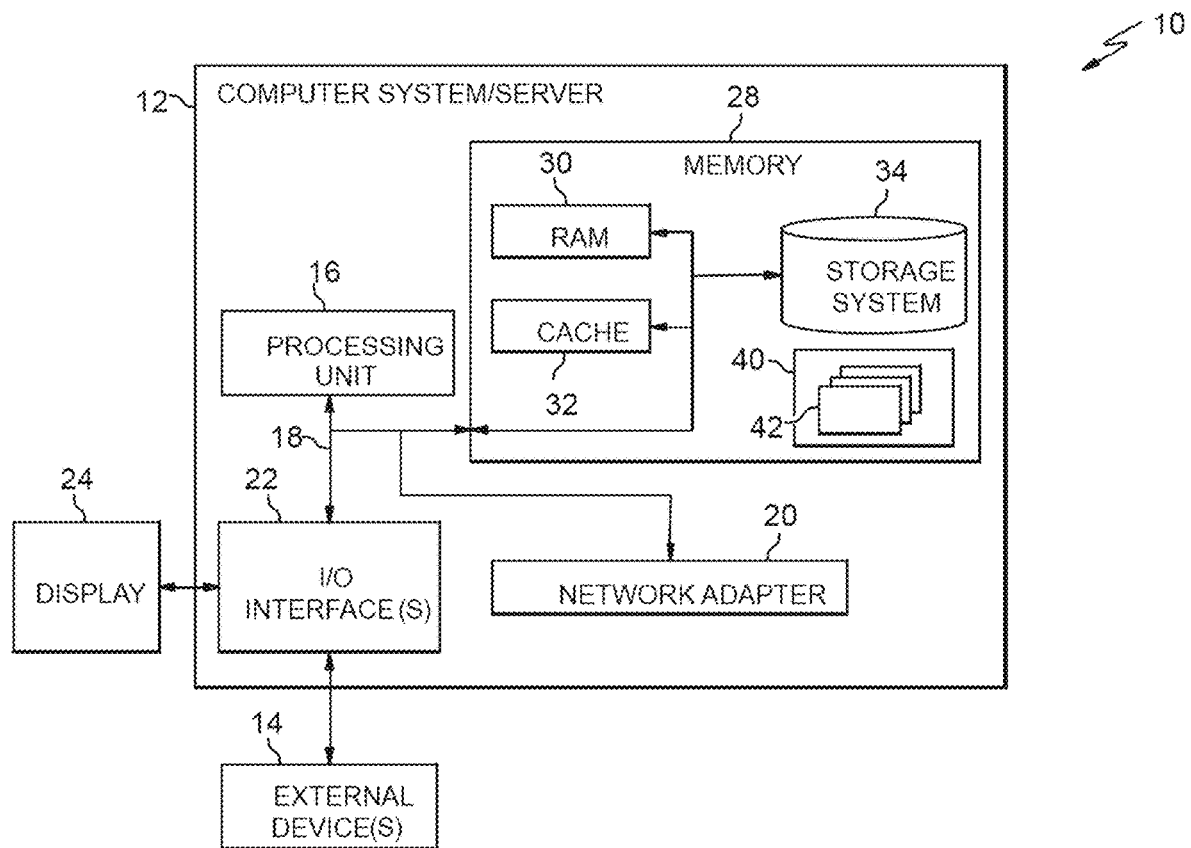 10
12
COMPUTER SYSTEM/SERVER
28
MEMORY
30
RAM
34
STORAGE
SYSTEM
16
PROCESSING
UNIT
CACHE
32
40
42
18
24
DISPLAY
22
I/O
INTERFACE(S)
20
NETWORK ADAPTER
14
EXTERNAL
DEVICE(S)